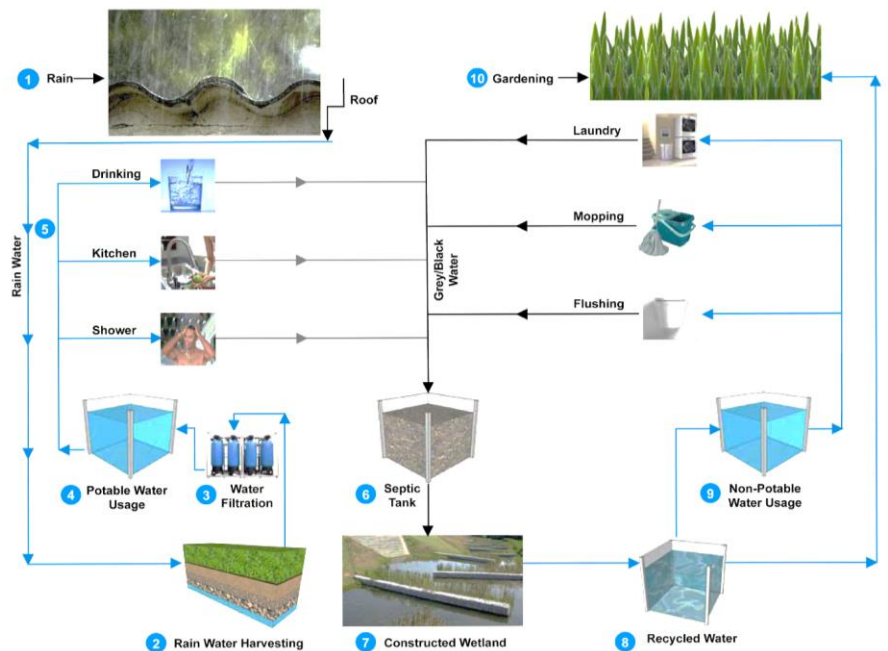 1 Rain
Roof
10 Gardening
Rain Water
5
Drinking
Kitchen
Shower
Grey/Black
Water
Laundry
Mopping
Flushing
4 Potable Water
Usage
3 Water
Filtration
6 Septic
Tank
9 Non-Potable
Water Usage
2 Rain Water Harvesting
7 Constructed Wetland
8 Recycled Water